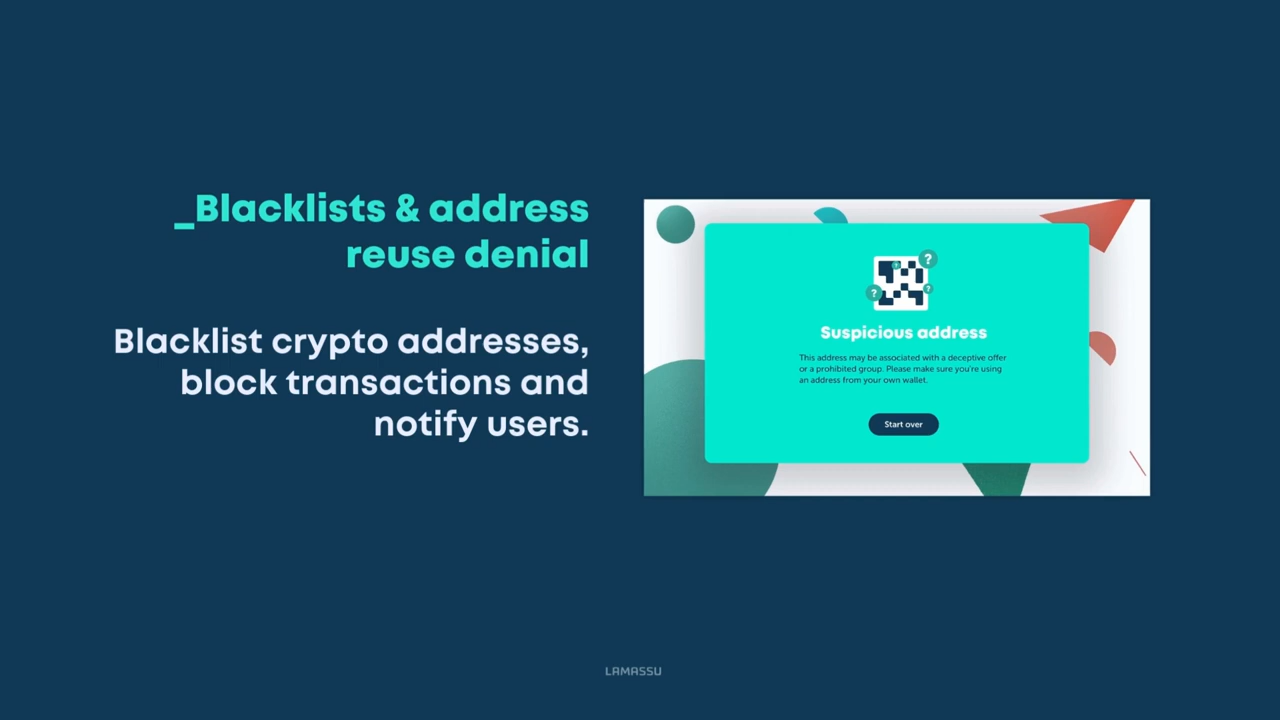 _Blacklists & address
reuse denial
Blacklist crypto addresses,
block transactions and
notify users.
? ? ? ?
Suspicious address
This address may be associated with a deceptive offer
or a prohibited group. Please make sure you're using
an address from your own wallet.
Start over
LAMASSU